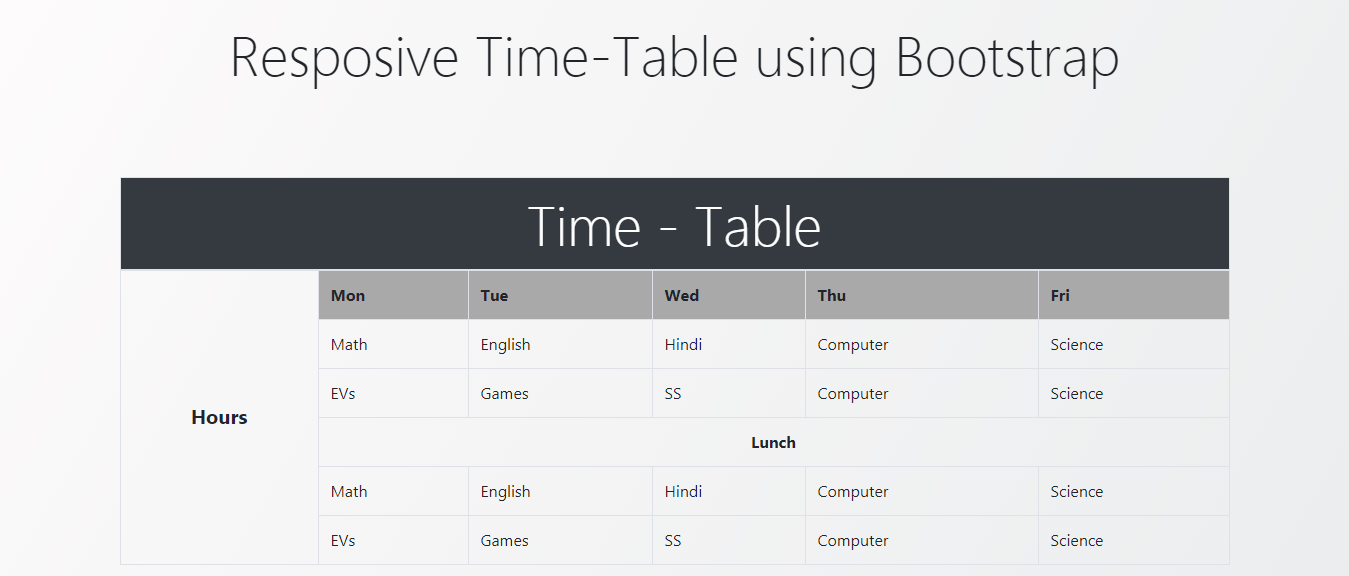 Resposive Time-Table using Bootstrap
Time - Table
Hours
Mon Tue Wed Thu Fri
Math English Hindi Computer Science
EVs Games SS Computer Science
Lunch
Math English Hindi Computer Science
EVs Games SS Computer Science